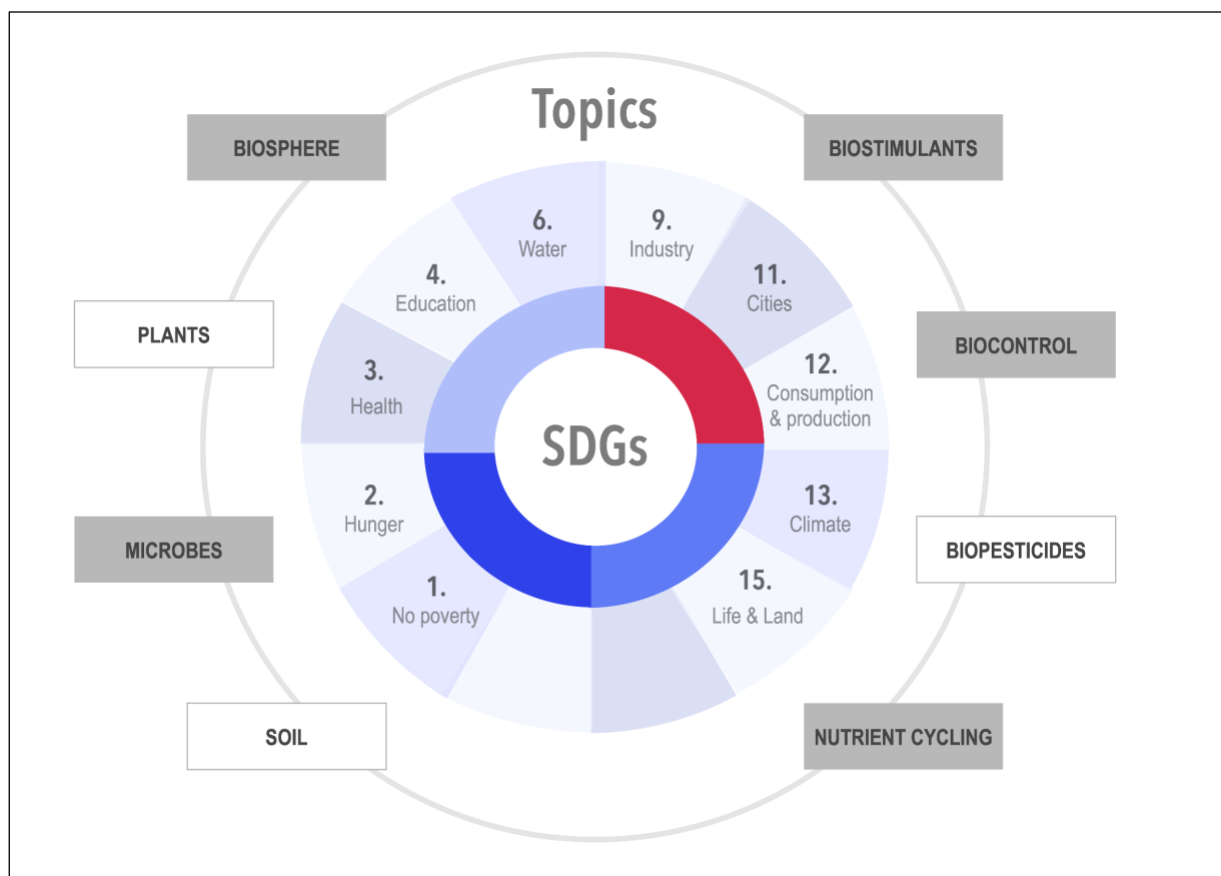 Topics
BIOSPHERE
BIOSTIMULANTS
6.
Water
9.
Industry
4.
Education
11.
Cities
PLANTS
BIOCONTROL
3.
Health
12.
Consumption
& production
SDGs
2.
Hunger
13.
Climate
MICROBES
BIOPESTICIDES
1.
No poverty
15.
Life & Land
SOIL
NUTRIENT CYCLING